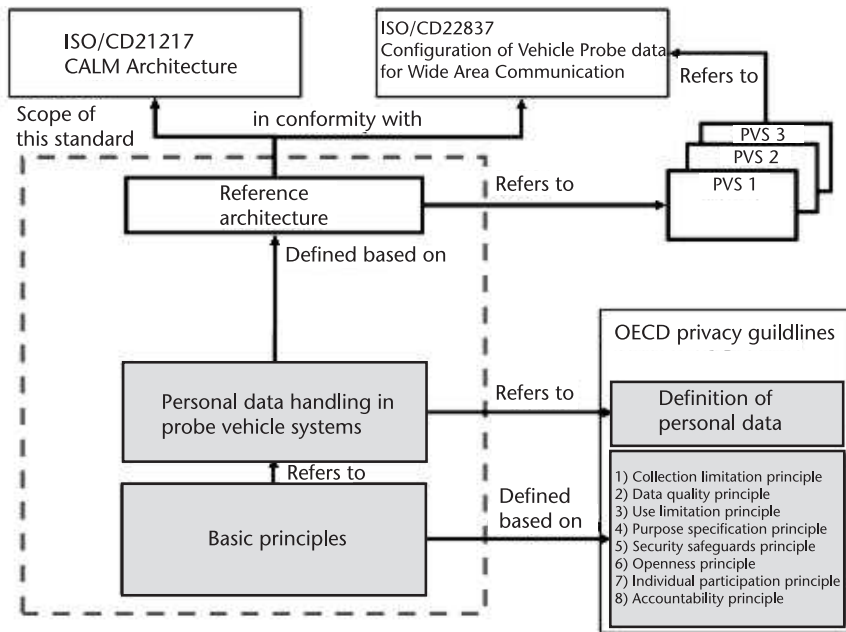 ISO/CD21217
CALM Architecture
ISO/CD22837
Configuration of Vehicle Probe data
for Wide Area Communication
Refers to
Scope of
this standard
in conformity with
PVS 3
PVS 2
PVS 1
Reference
architecture
Refers to
Defined based on
OECD privacy guildlines
Personal data handling in
probe vehicle systems
Refers to
Definition of
personal data
Refers to
Basic principles
Defined
based on
1) Collection limitation principle
2) Data quality principle
3) Use limitation principle
4) Purpose specification principle
5) Security safeguards principle
6) Openness principle
7) Individual participation principle
8) Accountability principle